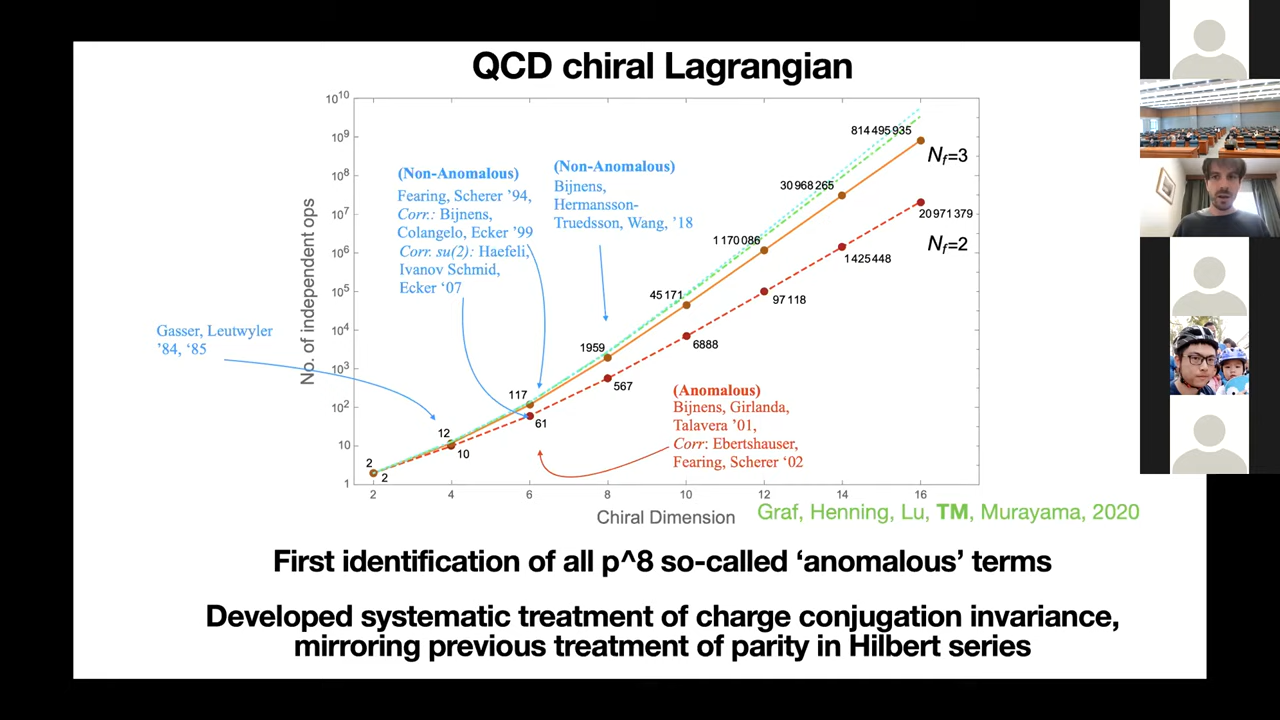 QCD chiral Lagrangian
No. of independent ops
10^10
10^9
10^8
10^7
10^6
10^5
10^4
10^3
10^2
10
1
2
4
6
8
10
12
14
16
Chiral Dimension
Gasser, Leutwyler
’84, ‘85
(Non-Anomalous)
Fearing, Scherer ’94,
Corr.: Bijnens,
Colangelo, Ecker ’99
Corr. su(2): Haefeli,
Ivanov Schmid,
Ecker ‘07
(Non-Anomalous)
Bijnens,
Hermansson-
Truedsson, Wang, ’18
(Anomalous)
Bijnens, Girlanda,
Talavera ’01,
Corr: Ebertshauser,
Fearing, Scherer ‘02
2
12
117
1959
45 171
1 170 086
30 968 265
814 495 935
Nf=3
2
10
61
567
6888
97 118
1 425 448
20 971 379
Nf=2
Graf, Henning, Lu, TM, Murayama, 2020
First identification of all p^8 so-called ‘anomalous’ terms
Developed systematic treatment of charge conjugation invariance,
mirroring previous treatment of parity in Hilbert series